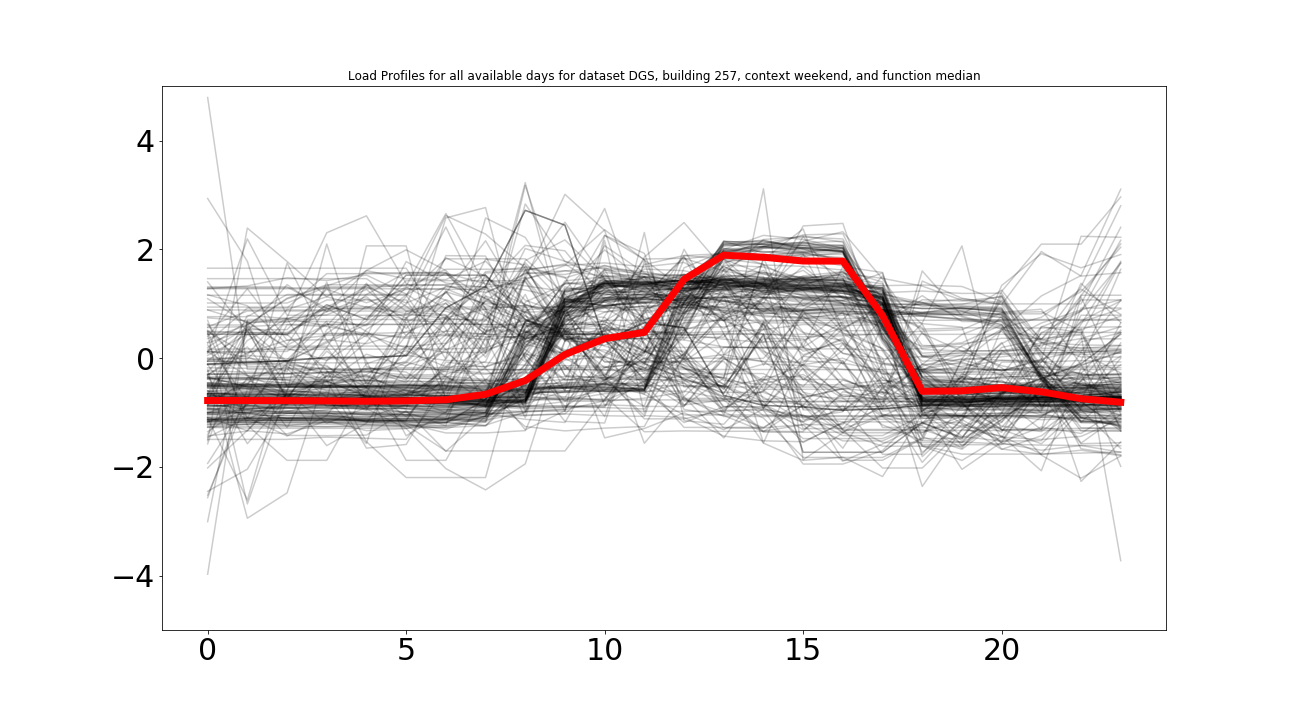 Load Profiles for all available days for dataset DGS, building 257, context weekend, and function median
4
2
0
−2
−4
0 5 10 15 20